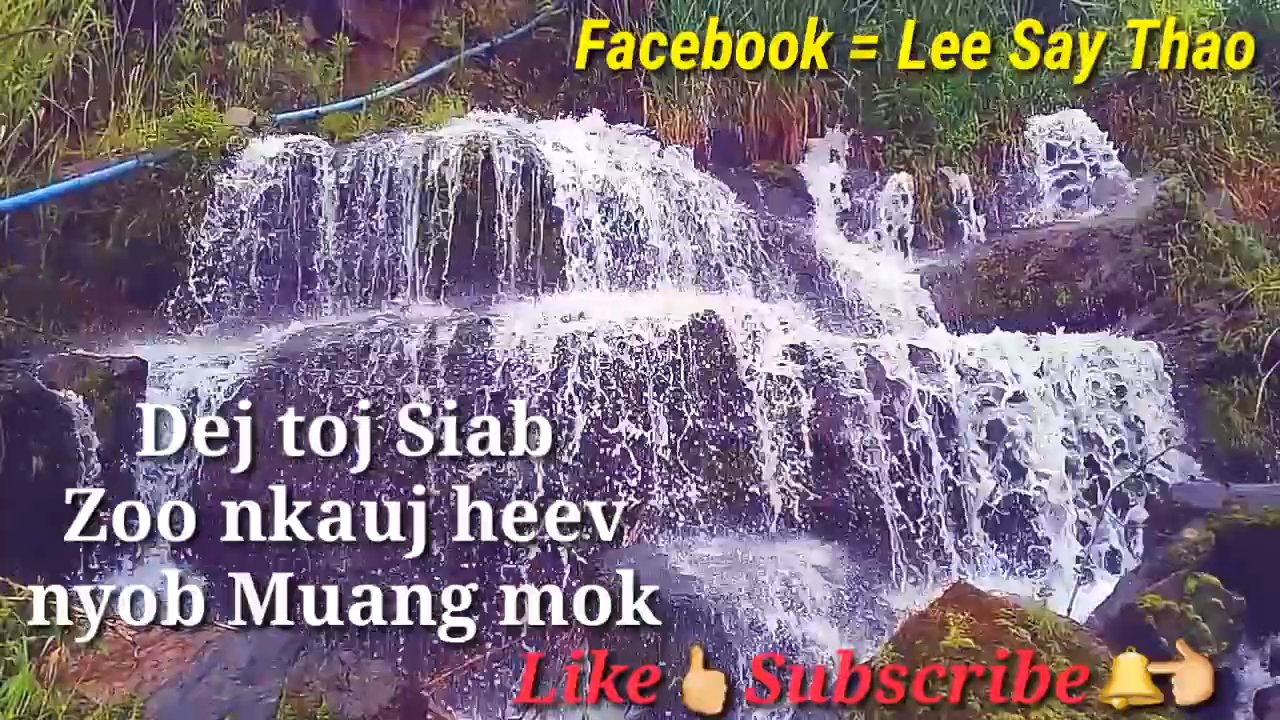 Facebook = Lee Say Thao
Dej toj Siab
Zoo nkauj heev
nyob Muang mok
Like👍Subscribe🔔👈